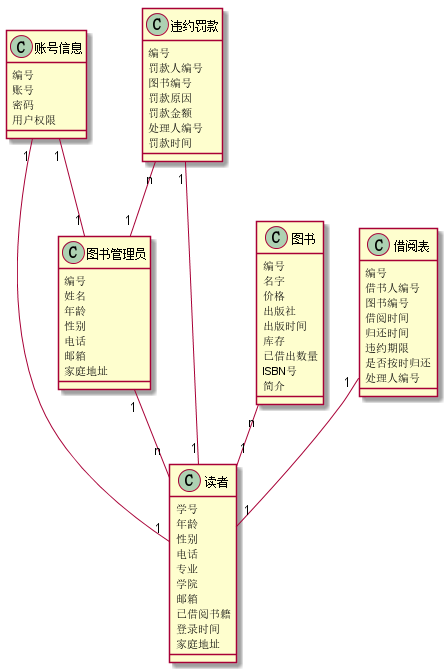 C 账号信息
编号
账号
密码
用户权限
C 违约罚款
编号
罚款人编号
图书编号
罚款原因
罚款金额
处理人编号
罚款时间
1
1
n
1
1
1
C 图书管理员
编号
姓名
年龄
性别
电话
邮箱
家庭地址
C 图书
编号
名字
价格
出版社
出版时间
库存
已借出数量
ISBN号
简介
C 借阅表
编号
借书人编号
图书编号
借阅时间
归还时间
违约期限
是否按时归还
处理人编号
1
n
1
n
1
1
1
1
C 读者
学号
年龄
性别
电话
专业
学院
邮箱
已借阅书籍
登录时间
家庭地址